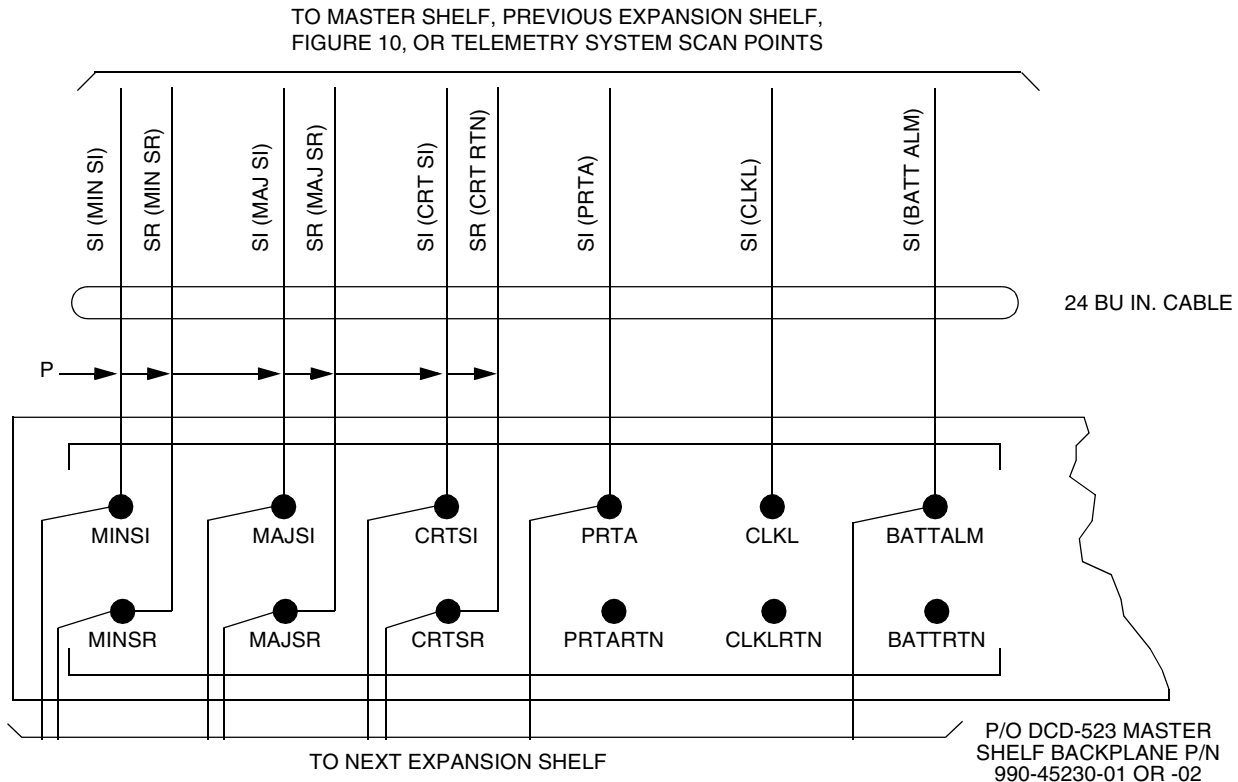 TO MASTER SHELF, PREVIOUS EXPANSION SHELF,
FIGURE 10, OR TELEMETRY SYSTEM SCAN POINTS
SI (MIN SI)
SR (MIN SR)
SI (MAJ SI)
SR (MAJ SR)
SI (CRT SI)
SR (CRT RTN)
SI (PRTA)
SI (CLKL)
SI (BATT ALM)
24 BU IN. CABLE
P
MINSI
MAJSI
CRTSI
PRTA
CLKL
BATTALM
MINSR
MAJSR
CRTSR
PRTARTN
CLKLRTN
BATTRTN
TO NEXT EXPANSION SHELF
P/O DCD-523 MASTER
SHELF BACKPLANE P/N
990-45230-01 OR -02